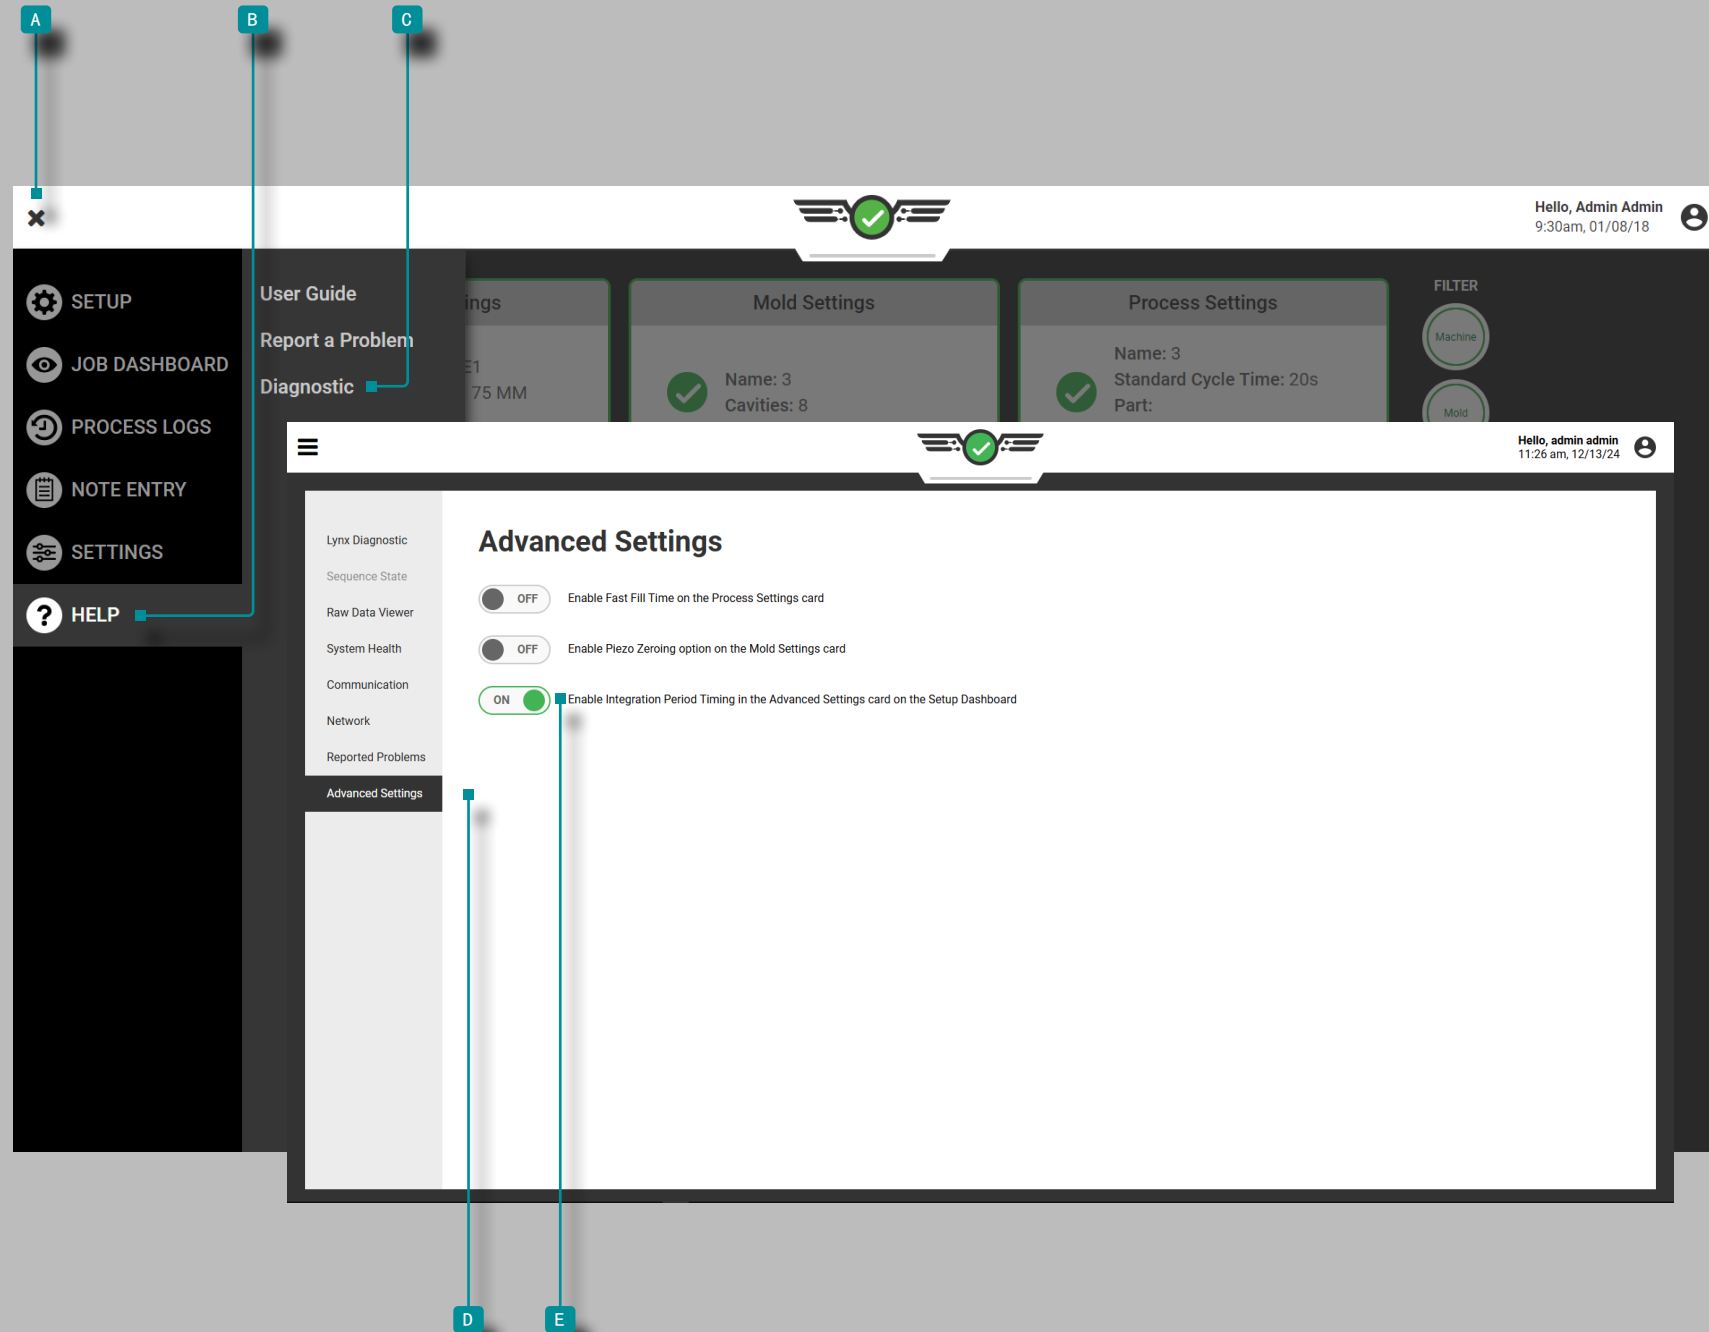 A
B
C
Hello, Admin Admin
9:30am, 01/08/18
SETUP
JOB DASHBOARD
PROCESS LOGS
NOTE ENTRY
SETTINGS
HELP
User Guide
Report a Problem
Diagnostic
ings
E1
75 MM
Mold Settings
Name: 3
Cavities: 8
Process Settings
Name: 3
Standard Cycle Time: 20s
Part:
FILTER
Machine
Mold
Hello, admin admin
11:26 am, 12/13/24
Lynx Diagnostic
Sequence State
Raw Data Viewer
System Health
Communication
Network
Reported Problems
Advanced Settings
Advanced Settings
OFF Enable Fast Fill Time on the Process Settings card
OFF Enable Piezo Zeroing option on the Mold Settings card
ON Enable Integration Period Timing in the Advanced Settings card on the Setup Dashboard
D
E